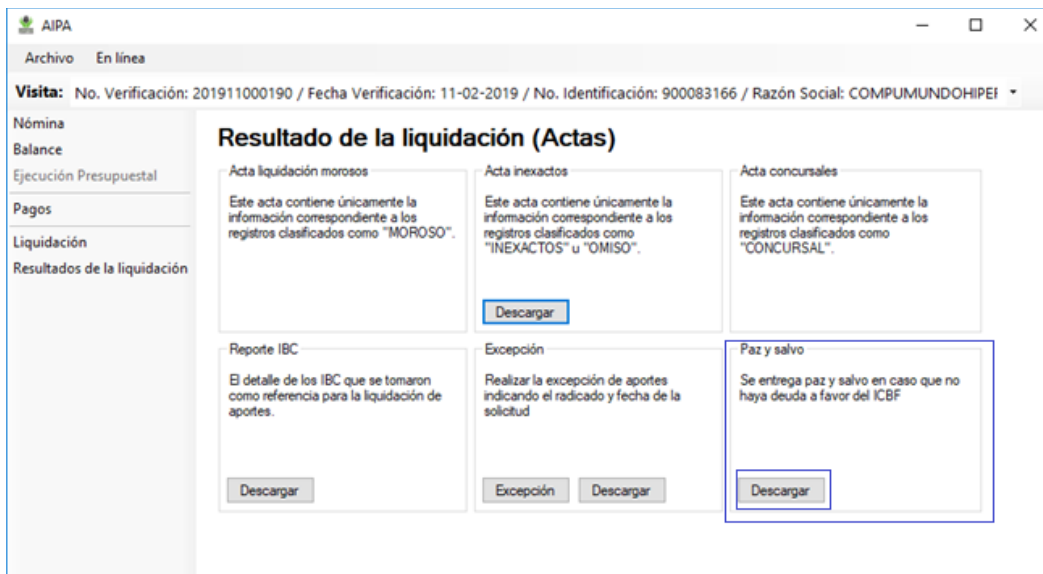 AIPA
Archivo En línea
Visita: No. Verificación: 201911000190 / Fecha Verificación: 11-02-2019 / No. Identificación: 900083166 / Razón Social: COMPUMUNDOHIPER
Nómina
Balance
Ejecución Presupuestal
Pagos
Liquidación
Resultados de la liquidación
Resultado de la liquidación (Actas)
Acta liquidación morosos
Este acta contiene únicamente la
información correspondiente a los
registros clasificados como "MOROSO".
Acta inexactos
Este acta contiene únicamente la
información correspondiente a los
registros clasificados como
"INEXACTOS" u "OMISO".
Descargar
Acta concursales
Este acta contiene únicamente la
información correspondiente a los
registros clasificados como
"CONCURSAL".
Reporte IBC
El detalle de los IBC que se tomaron
como referencia para la liquidación de
aportes.
Descargar
Excepción
Realizar la excepción de aportes
indicando el radicado y fecha de la
solicitud
Excepción Descargar
Paz y salvo
Se entrega paz y salvo en caso que no
haya deuda a favor del ICBF
Descargar